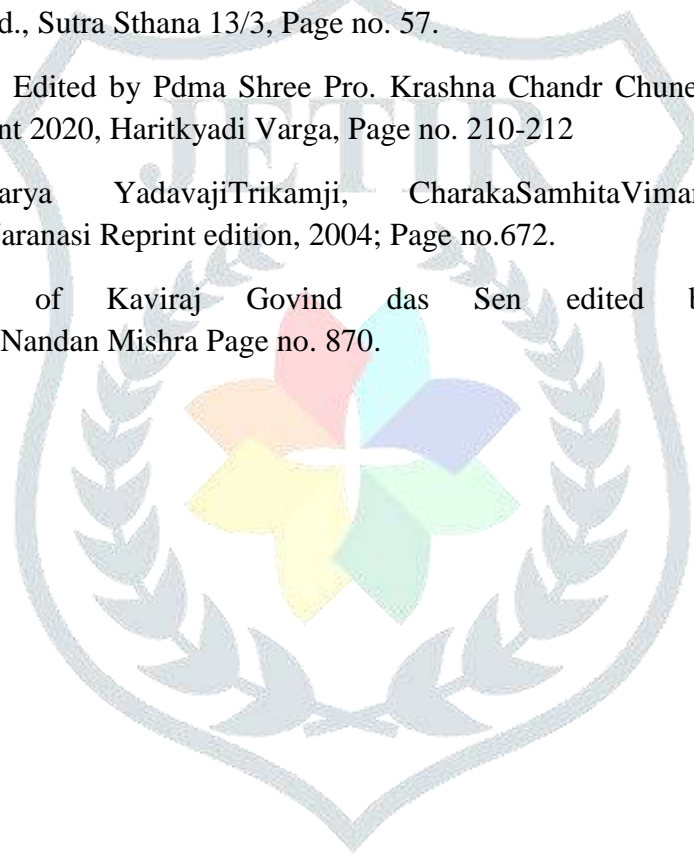 d., Sutra Sthana 13/3, Page no. 57.
Edited by Pdma Shree Pro. Krashna Chandr Chune
nt 2020, Haritkyadi Varga, Page no. 210-212
JETIR
arya YadavajiTrikamji, CharakaSamhitaVimar
aranasi Reprint edition, 2004; Page no.672.
of Kaviraj Govind das Sen edited b
Nandan Mishra Page no. 870.